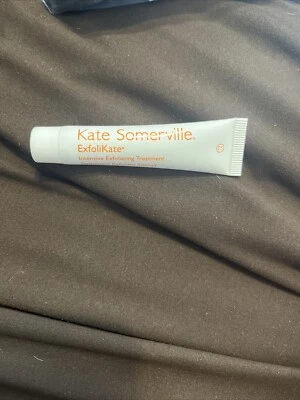 Kate Somerville®
ExfoliKate®
Intensive Exfoliating Treatment